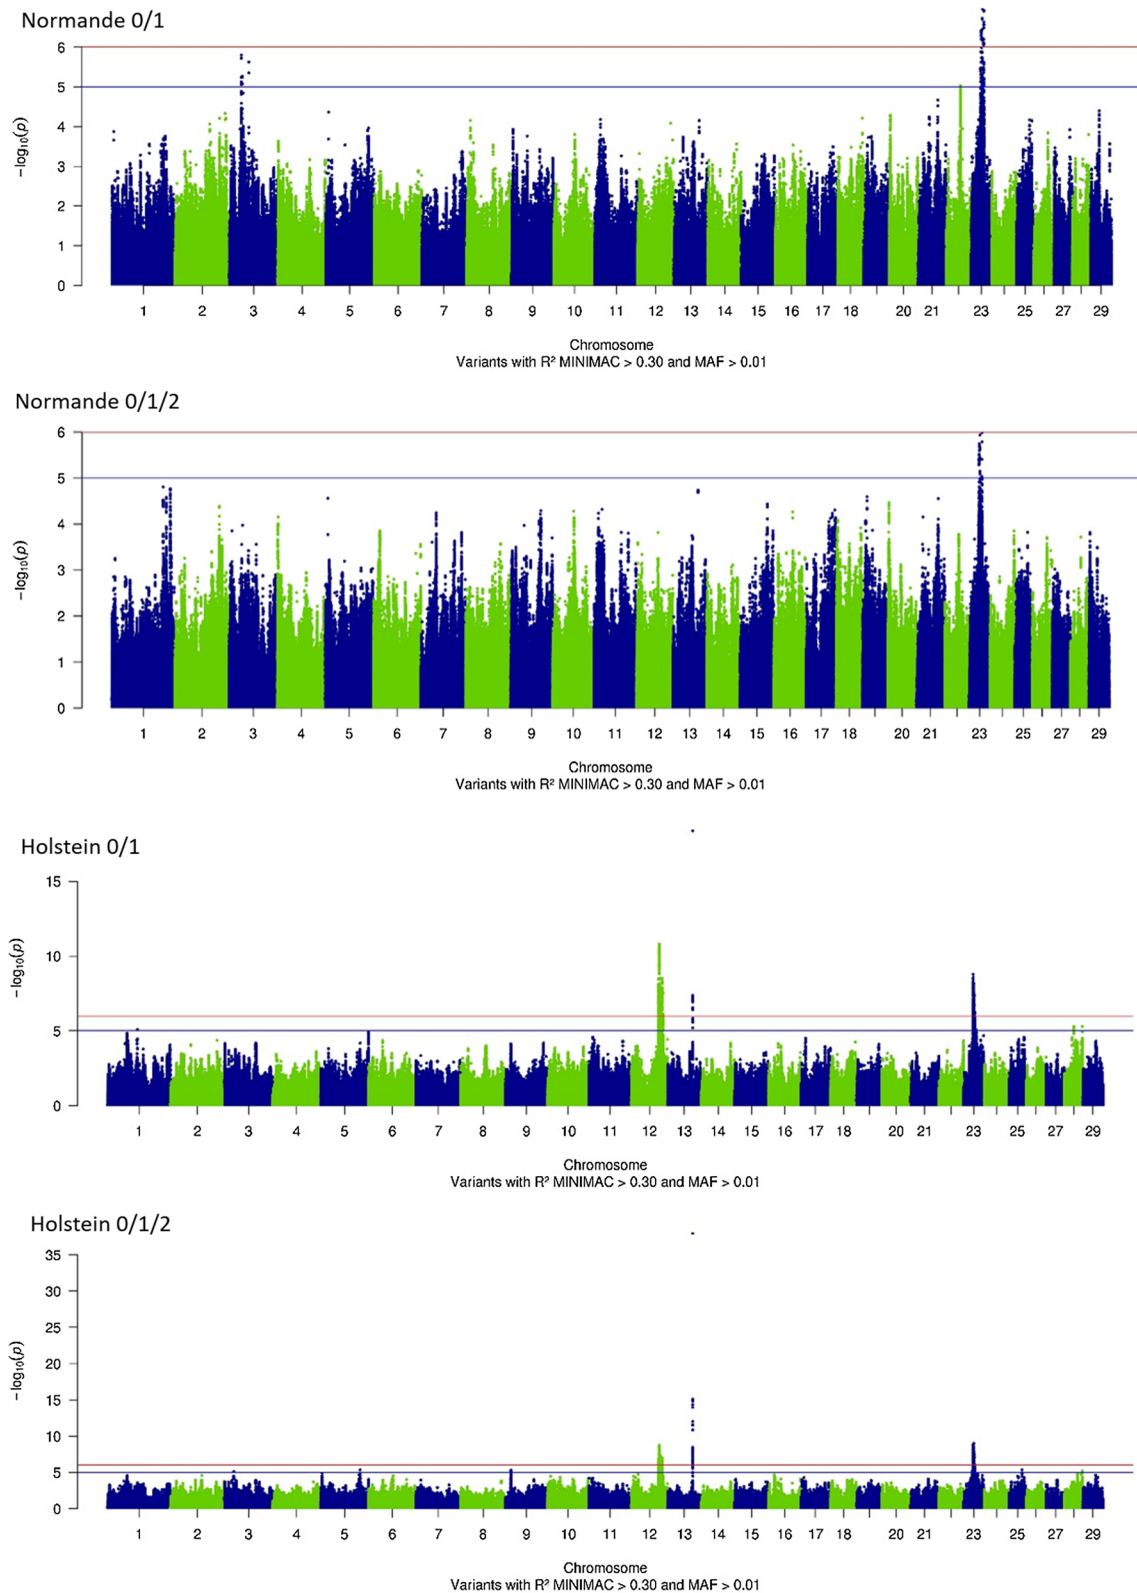 Normande 0/1
6
5
4
3
2
1
0
−log₁₀(p)
1 2 3 4 5 6 7 8 9 10 11 12 13 14 15 16 17 18 20 21 23 25 27 29
Chromosome
Variants with R² MINIMAC > 0.30 and MAF > 0.01
Normande 0/1/2
6
5
4
3
2
1
0
−log₁₀(p)
1 2 3 4 5 6 7 8 9 10 11 12 13 14 15 16 17 18 20 21 23 25 27 29
Chromosome
Variants with R² MINIMAC > 0.30 and MAF > 0.01
Holstein 0/1
15
10
5
0
−log₁₀(p)
1 2 3 4 5 6 7 8 9 10 11 12 13 14 15 16 17 18 20 21 23 25 27 29
Chromosome
Variants with R² MINIMAC > 0.30 and MAF > 0.01
Holstein 0/1/2
35
30
25
20
15
10
5
0
−log₁₀(p)
1 2 3 4 5 6 7 8 9 10 11 12 13 14 15 16 17 18 20 21 23 25 27 29
Chromosome
Variants with R² MINIMAC > 0.30 and MAF > 0.01